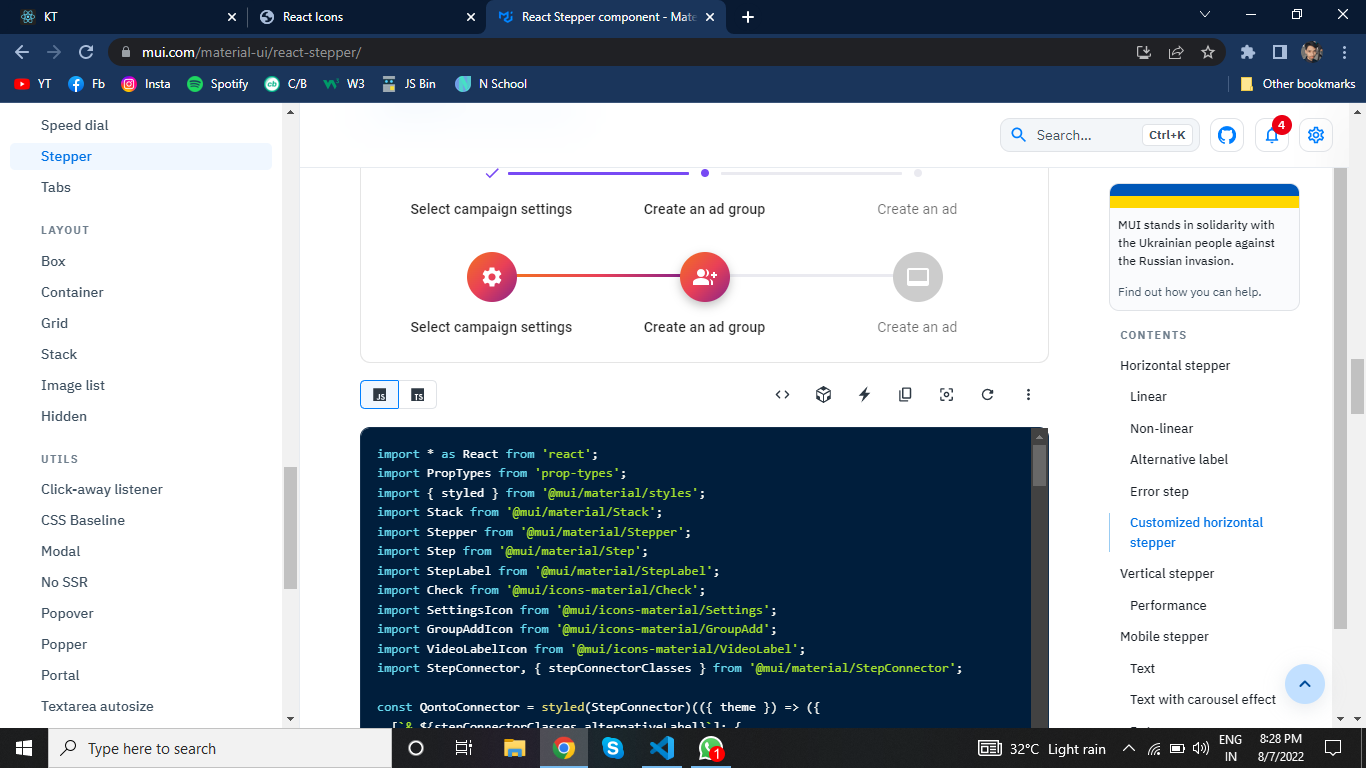 KT
React Icons
React Stepper component - Mate
mui.com/material-ui/react-stepper/
YT
Fb
Insta
Spotify
C/B
W3
JS Bin
N School
Other bookmarks
Speed dial
Stepper
Tabs
LAYOUT
Box
Container
Grid
Stack
Image list
Hidden
UTILS
Click-away listener
CSS Baseline
Modal
No SSR
Popover
Popper
Portal
Textarea autosize
Search...
Ctrl+K
4
Select campaign settings
Create an ad group
Create an ad
Select campaign settings
Create an ad group
Create an ad
JS
TS
import * as React from 'react';
import PropTypes from 'prop-types';
import { styled } from '@mui/material/styles';
import Stack from '@mui/material/Stack';
import Stepper from '@mui/material/Stepper';
import Step from '@mui/material/Step';
import StepLabel from '@mui/material/StepLabel';
import Check from '@mui/icons-material/Check';
import SettingsIcon from '@mui/icons-material/Settings';
import GroupAddIcon from '@mui/icons-material/GroupAdd';
import VideoLabelIcon from '@mui/icons-material/VideoLabel';
import StepConnector, { stepConnectorClasses } from '@mui/material/StepConnector';
const QontoConnector = styled(StepConnector)(({ theme }) => ({
[`&.${stepConnectorClasses.alternativeLabel}`]: {
MUI stands in solidarity with
the Ukrainian people against
the Russian invasion.
Find out how you can help.
CONTENTS
Horizontal stepper
Linear
Non-linear
Alternative label
Error step
Customized horizontal
stepper
Vertical stepper
Performance
Mobile stepper
Text
Text with carousel effect
Type here to search
1
32°C Light rain
ENG
IN
8:28 PM
8/7/2022